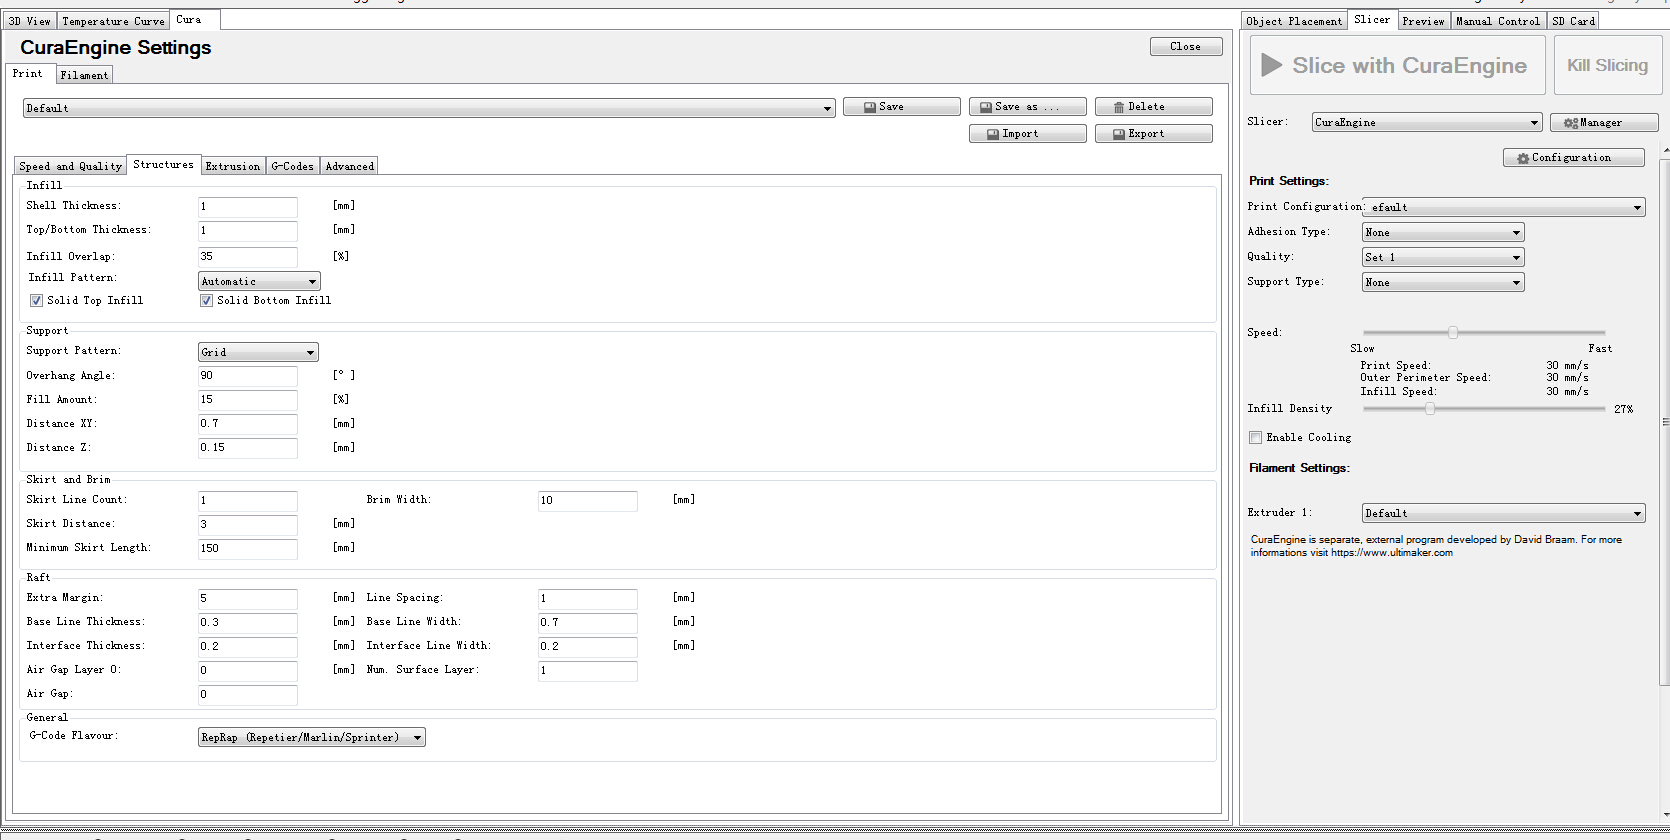 3D View Temperature Curve Cura
CuraEngine Settings
Close
Print Filament
Default
Save Save as ... Delete
Import Export
Speed and Quality Structures Extrusion G-Codes Advanced
Infill
Shell Thickness: 1 [mm]
Top/Bottom Thickness: 1 [mm]
Infill Overlap: 35 [%]
Infill Pattern: Automatic
Solid Top Infill Solid Bottom Infill
Support
Support Pattern: Grid
Overhang Angle: 90 [° ]
Fill Amount: 15 [%]
Distance XY: 0.7 [mm]
Distance Z: 0.15 [mm]
Skirt and Brim
Skirt Line Count: 1 Brim Width: 10 [mm]
Skirt Distance: 3 [mm]
Minimum Skirt Length: 150 [mm]
Raft
Extra Margin: 5 [mm] Line Spacing: 1 [mm]
Base Line Thickness: 0.3 [mm] Base Line Width: 0.7 [mm]
Interface Thickness: 0.2 [mm] Interface Line Width: 0.2 [mm]
Air Gap Layer 0: 0 [mm] Num. Surface Layer: 1
Air Gap: 0
General
G-Code Flavour: RepRap (Repetier/Marlin/Sprinter)
Object Placement Slicer Preview Manual Control SD Card
Slice with CuraEngine Kill Slicing
Slicer: CuraEngine Manager
Configuration
Print Settings:
Print Configuration: efault
Adhesion Type: None
Quality: Set 1
Support Type: None
Speed:
Slow Fast
Print Speed: 30 mm/s
Outer Perimeter Speed: 30 mm/s
Infill Speed: 30 mm/s
Infill Density 27%
Enable Cooling
Filament Settings:
Extruder 1: Default
CuraEngine is separate, external program developed by David Braam. For more
informations visit https://www.ultimaker.com